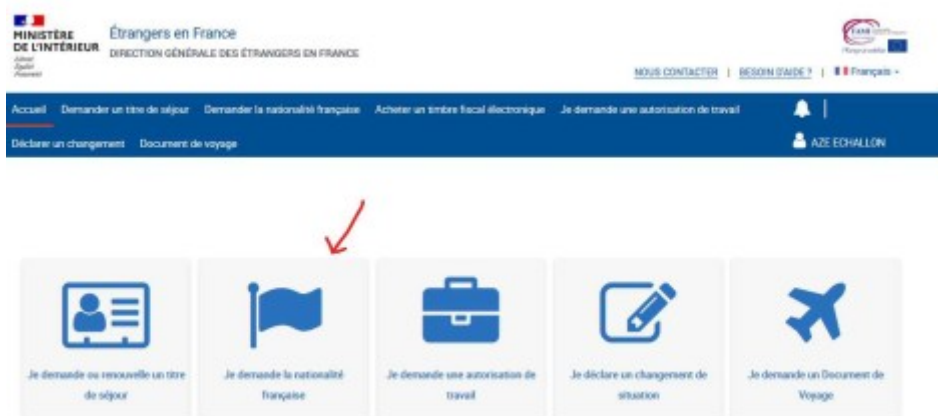 MINISTÈRE
DE L'INTÉRIEUR
Liberté
Égalité
Fraternité
Étrangers en France
DIRECTION GÉNÉRALE DES ÉTRANGERS EN FRANCE
NOUS CONTACTER | BESOIN D'AIDE ? | Français
Accueil Demander un titre de séjour Demander la nationalité française Acheter un timbre fiscal électronique Je demande une autorisation de travail
Déclarer un changement Document de voyage
AZE ECHALLON
Je demande ou renouvelle un titre
de séjour
Je demande la nationalité
française
Je demande une autorisation de
travail
Je déclare un changement de
situation
Je demande un Document de
Voyage